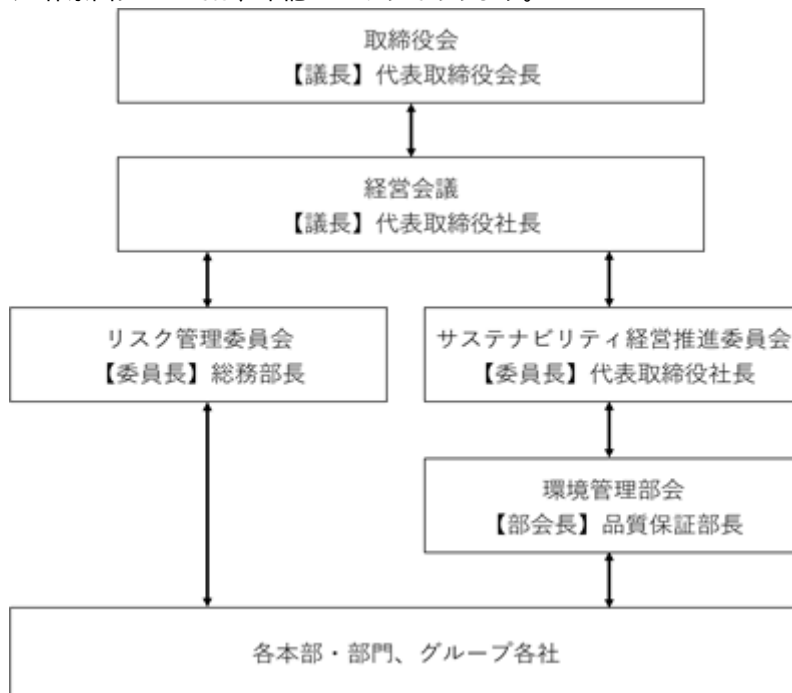 取締役会
【議長】代表取締役会長
経営会議
【議長】代表取締役社長
リスク管理委員会
【委員長】総務部長
サステナビリティ経営推進委員会
【委員長】代表取締役社長
環境管理部会
【部会長】品質保証部長
各本部・部門、グループ各社